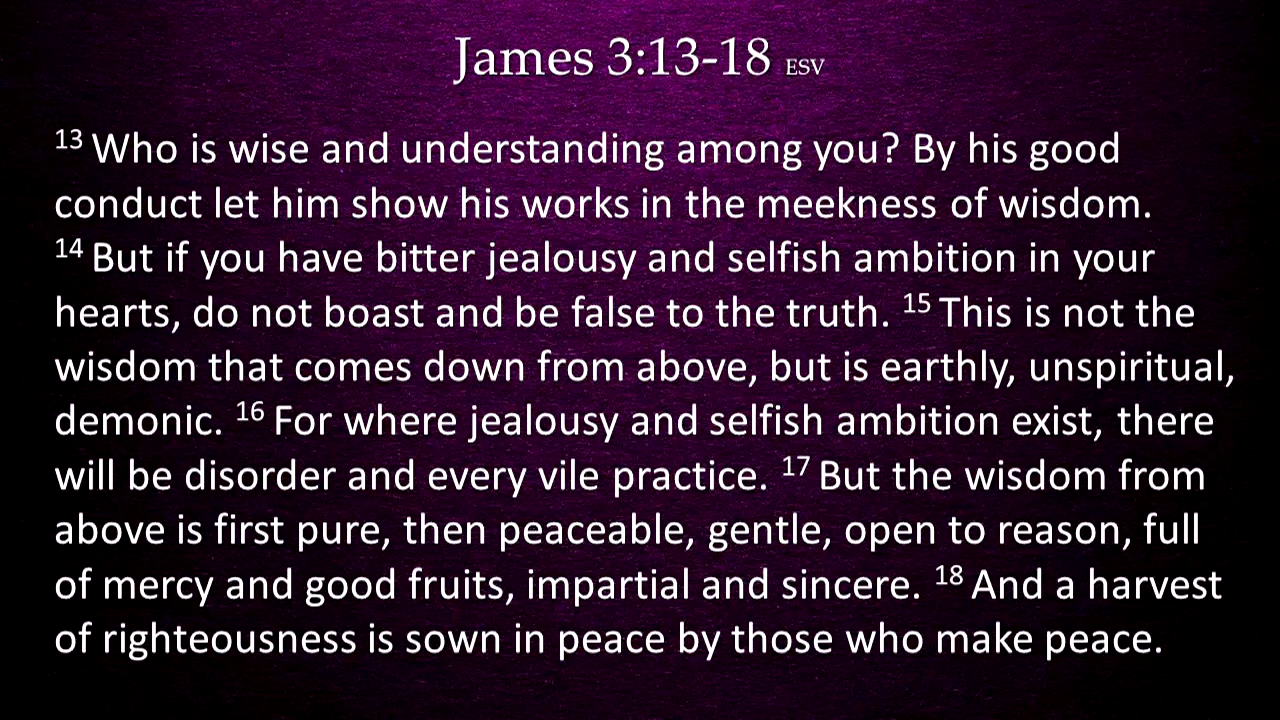 James 3:13-18 ESV
13 Who is wise and understanding among you? By his good
conduct let him show his works in the meekness of wisdom.
14 But if you have bitter jealousy and selfish ambition in your
hearts, do not boast and be false to the truth. 15 This is not the
wisdom that comes down from above, but is earthly, unspiritual,
demonic. 16 For where jealousy and selfish ambition exist, there
will be disorder and every vile practice. 17 But the wisdom from
above is first pure, then peaceable, gentle, open to reason, full
of mercy and good fruits, impartial and sincere. 18 And a harvest
of righteousness is sown in peace by those who make peace.